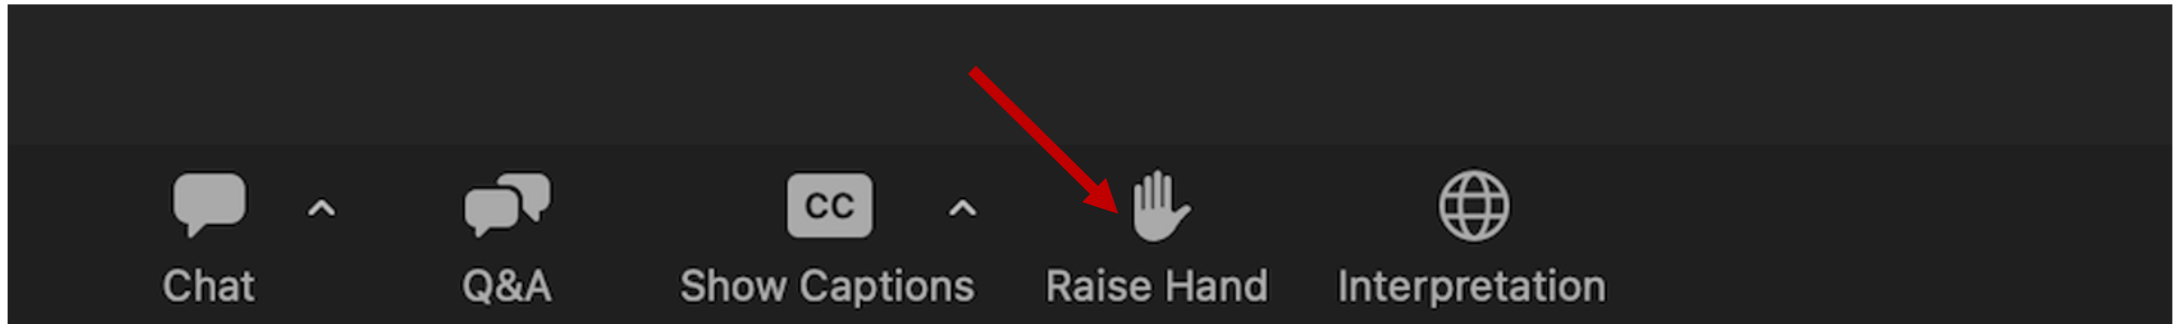 CC
Chat
Q&A
Show Captions
Raise Hand
Interpretation